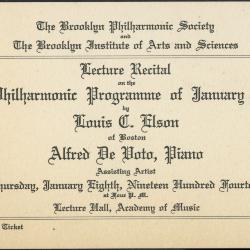 The Brooklyn Philharmonic Society
and
The Brooklyn Institute of Arts and Sciences
Lecture Recital
on the
Philharmonic Programme of January
by
Louis C. Elson
of Boston
Alfred De Voto, Piano
Assisting Artist
hursday, January Eighth, Nineteen Hundred Fourte
at Four P. M.
Lecture Hall, Academy of Music
Ticket